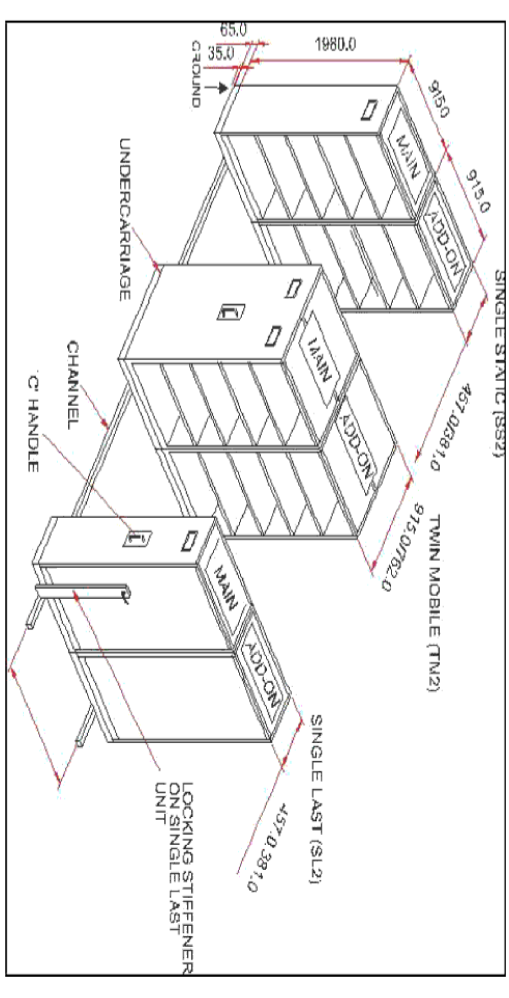 65.0
35.0
GROUND
1980.0
915.0
915.0
MAIN
ADD-ON
SINGLE STATIC (SS2)
457.0/381.0
UNDERCARRIAGE
MAIN
ADD-ON
TWIN MOBILE (TM2)
915.0/762.0
CHANNEL
'C' HANDLE
MAIN
ADD-ON
SINGLE LAST (SL2)
457.0.381.0
LOCKING STIFFENER
ON SINGLE LAST
UNIT